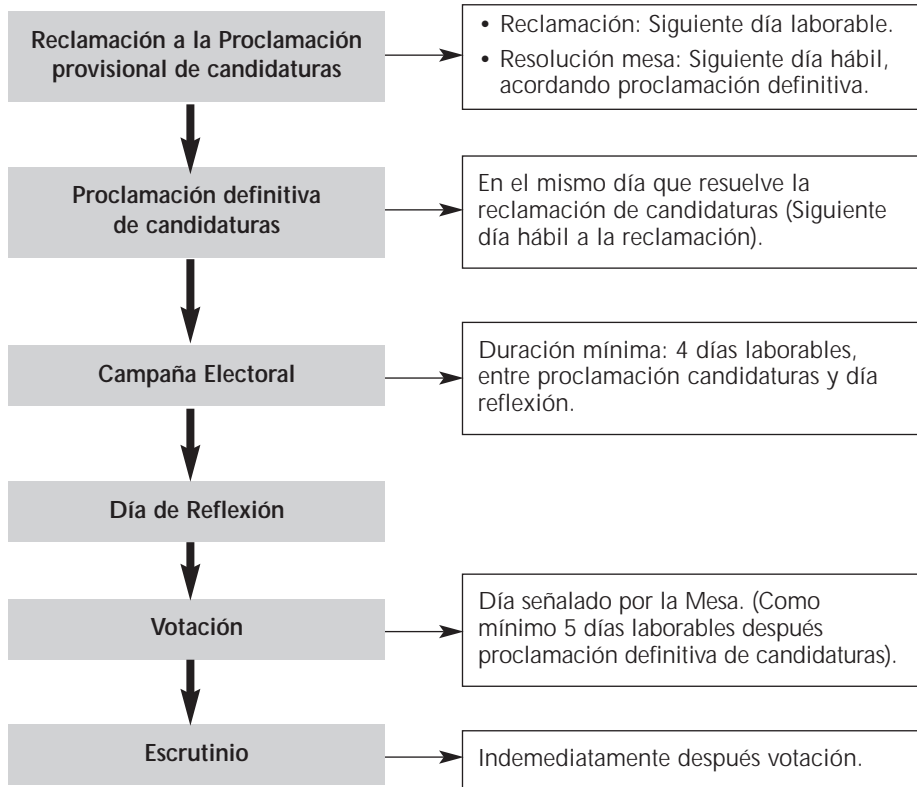 Reclamación a la Proclamación
provisional de candidaturas
• Reclamación: Siguiente día laborable.
• Resolución mesa: Siguiente día hábil,
acordando proclamación definitiva.
Proclamación definitiva
de candidaturas
En el mismo día que resuelve la
reclamación de candidaturas (Siguiente
día hábil a la reclamación).
Campaña Electoral
Duración mínima: 4 días laborables,
entre proclamación candidaturas y día
reflexión.
Día de Reflexión
Votación
Día señalado por la Mesa. (Como
mínimo 5 días laborables después
proclamación definitiva de candidaturas).
Escrutinio
Indemediatamente después votación.